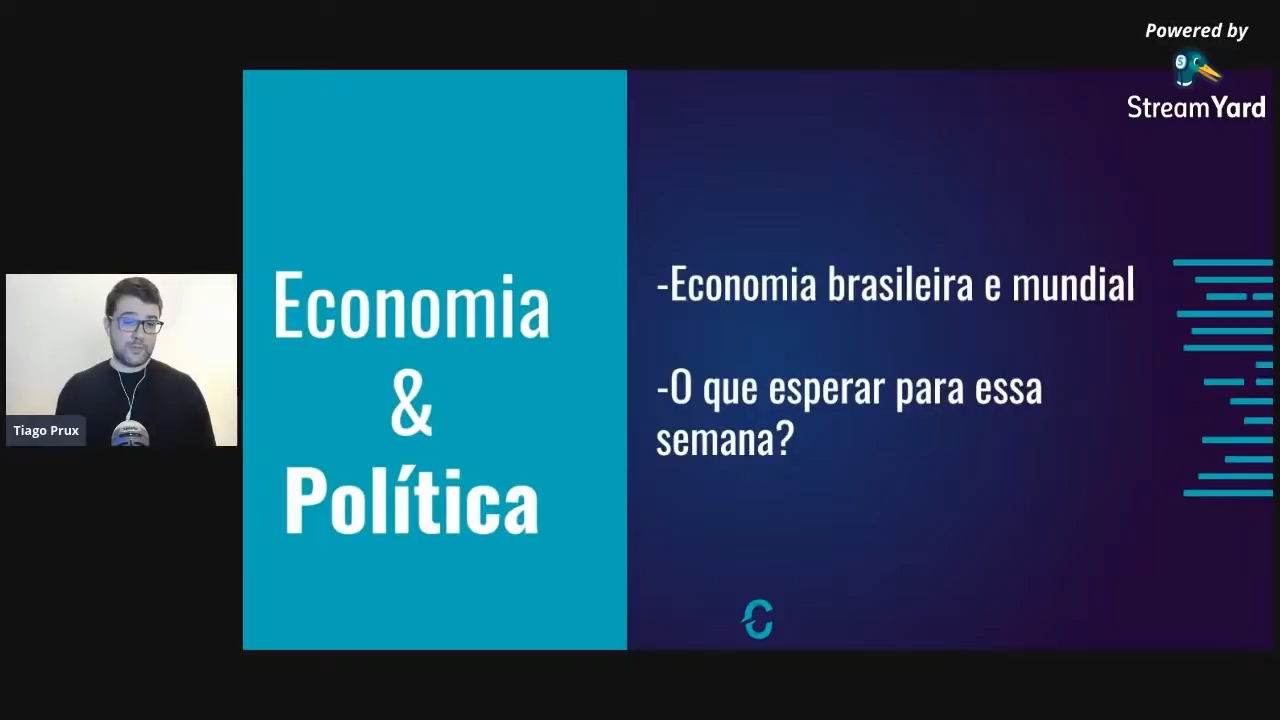 Powered by
StreamYard
Economia
&
Política
-Economia brasileira e mundial
-O que esperar para essa
semana?
Tiago Prux